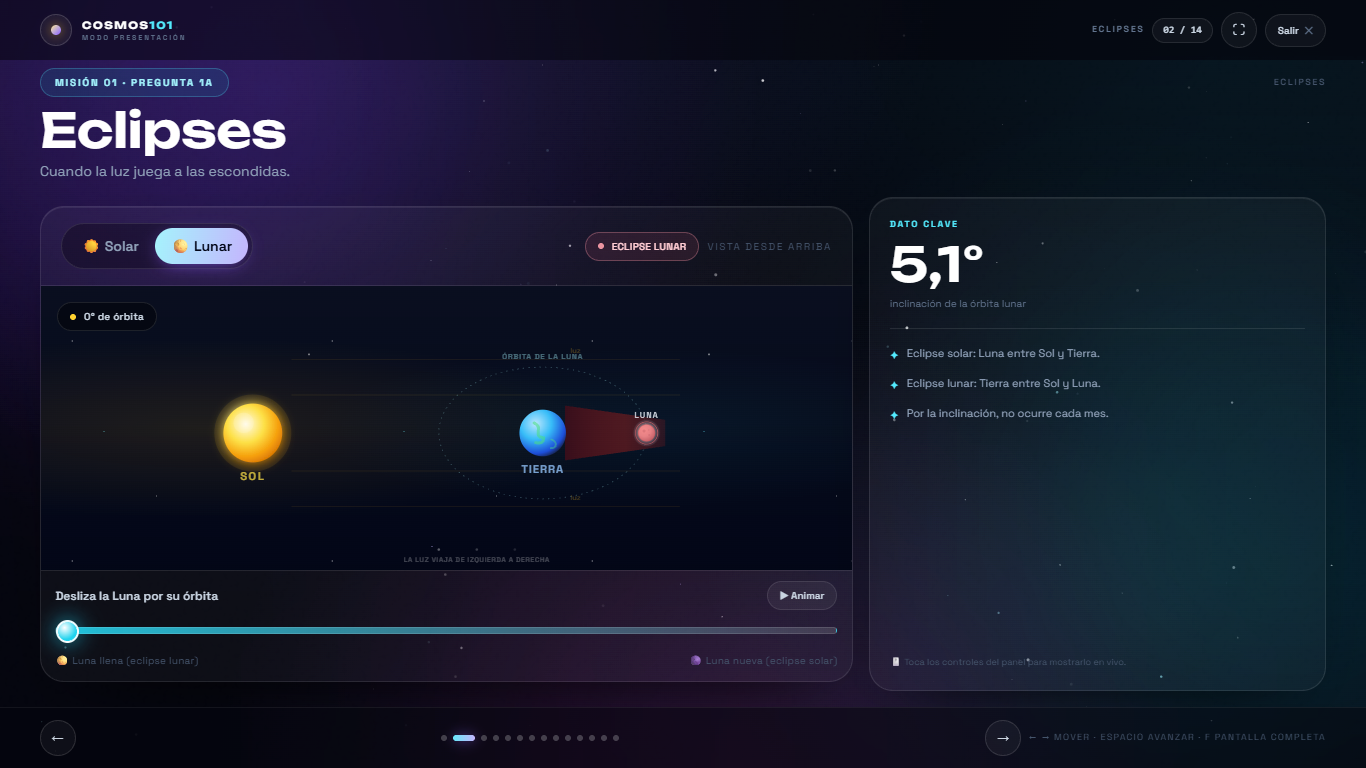 COSMOS101
MODO PRESENTACIÓN
ECLIPSES
02 / 14
Salir ✕
MISIÓN 01 · PREGUNTA 1A
ECLIPSES
Eclipses
Cuando la luz juega a las escondidas.
Solar
Lunar
ECLIPSE LUNAR
VISTA DESDE ARRIBA
0° de órbita
luz
ÓRBITA DE LA LUNA
LUNA
TIERRA
SOL
luz
LA LUZ VIAJA DE IZQUIERDA A DERECHA
Desliza la Luna por su órbita
▶ Animar
Luna llena (eclipse lunar)
Luna nueva (eclipse solar)
DATO CLAVE
5,1°
inclinación de la órbita lunar
Eclipse solar: Luna entre Sol y Tierra.
Eclipse lunar: Tierra entre Sol y Luna.
Por la inclinación, no ocurre cada mes.
Toca los controles del panel para mostrarlo en vivo.
←
→
← → MOVER · ESPACIO AVANZAR · F PANTALLA COMPLETA